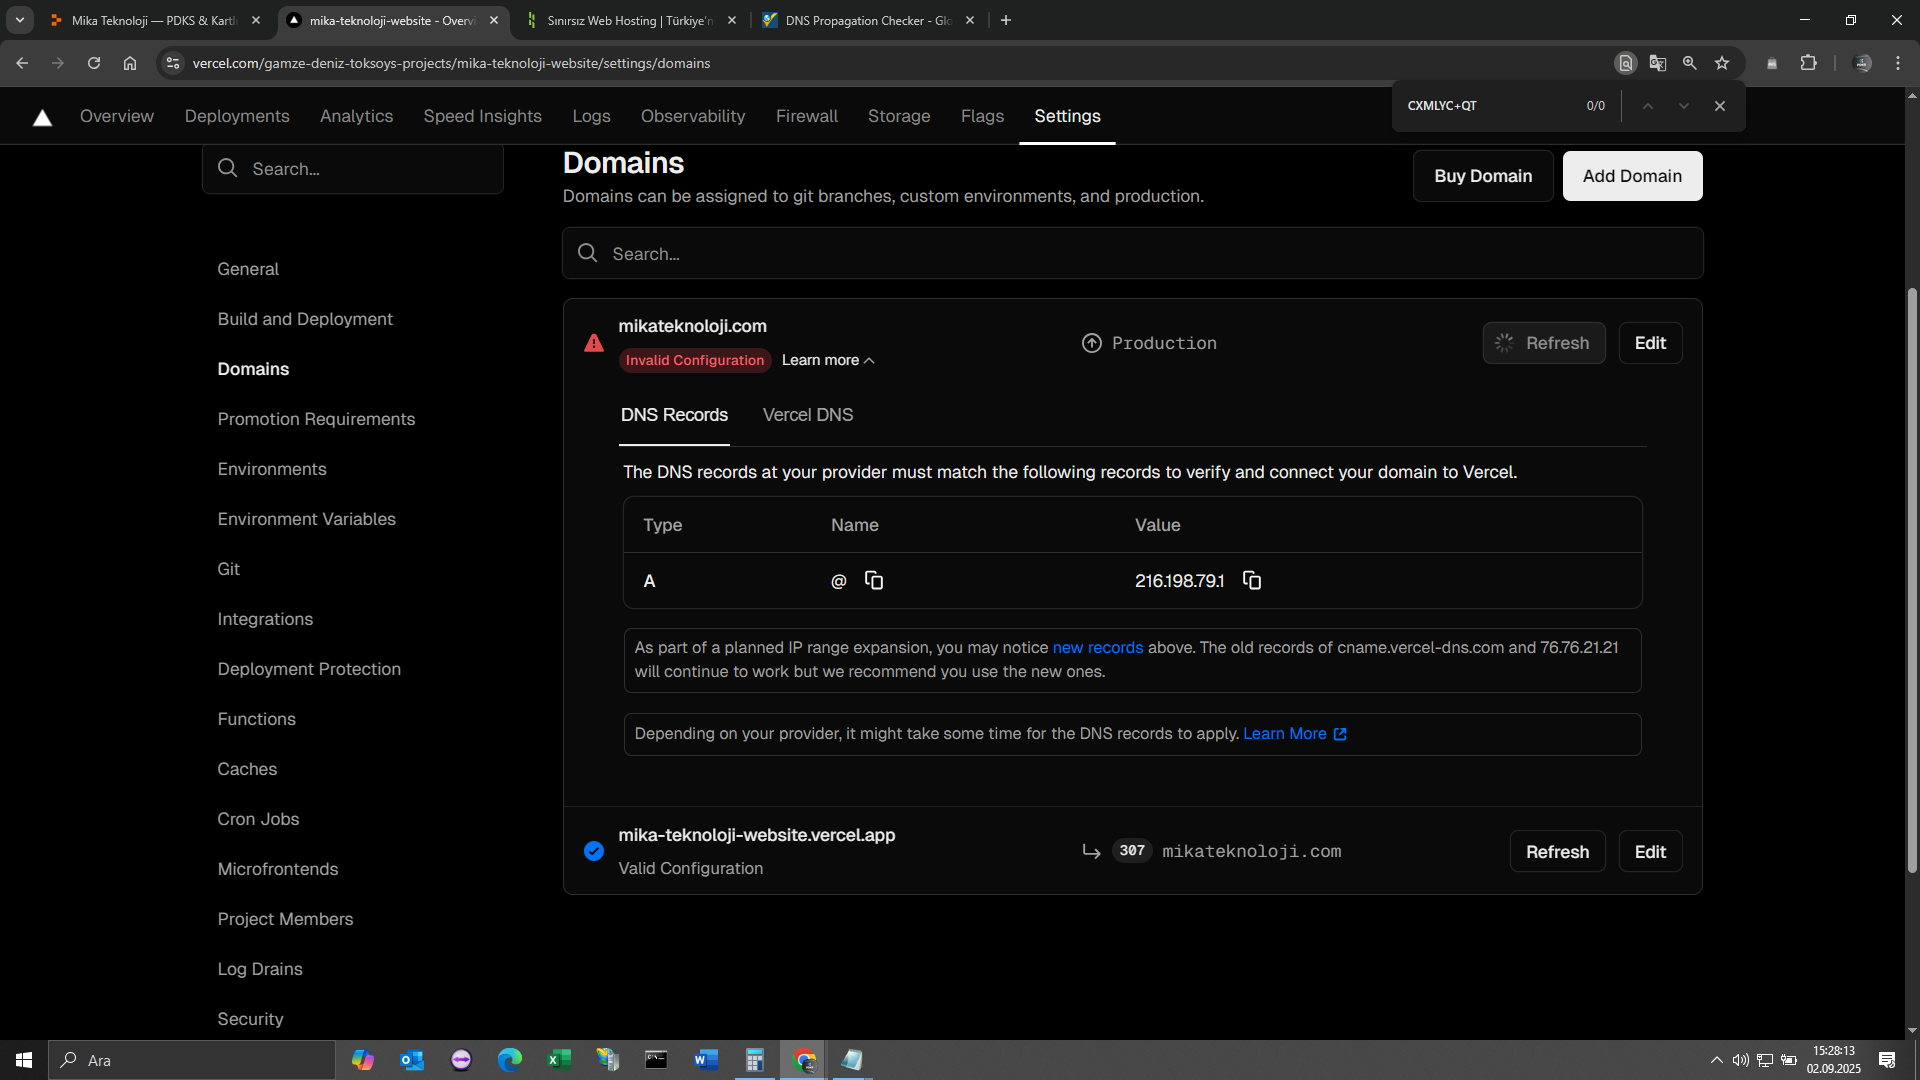 Mika Teknoloji — PDKS & Kartl
mika-teknoloji-website - Overvi
Sınırsız Web Hosting | Türkiye'n
DNS Propagation Checker - Glo
vercel.com/gamze-deniz-toksoys-projects/mika-teknoloji-website/settings/domains
CXMLYC+QT
0/0
Overview
Deployments
Analytics
Speed Insights
Logs
Observability
Firewall
Storage
Flags
Settings
Search...
General
Build and Deployment
Domains
Promotion Requirements
Environments
Environment Variables
Git
Integrations
Deployment Protection
Functions
Caches
Cron Jobs
Microfrontends
Project Members
Log Drains
Security
Domains
Domains can be assigned to git branches, custom environments, and production.
Buy Domain
Add Domain
Search...
mikateknoloji.com
Invalid Configuration
Learn more
Production
Refresh
Edit
DNS Records
Vercel DNS
The DNS records at your provider must match the following records to verify and connect your domain to Vercel.
Type Name Value
A @ 216.198.79.1
As part of a planned IP range expansion, you may notice new records above. The old records of cname.vercel-dns.com and 76.76.21.21
will continue to work but we recommend you use the new ones.
Depending on your provider, it might take some time for the DNS records to apply. Learn More
mika-teknoloji-website.vercel.app
Valid Configuration
307 mikateknoloji.com
Refresh
Edit
Ara
15:28:13
02.09.2025